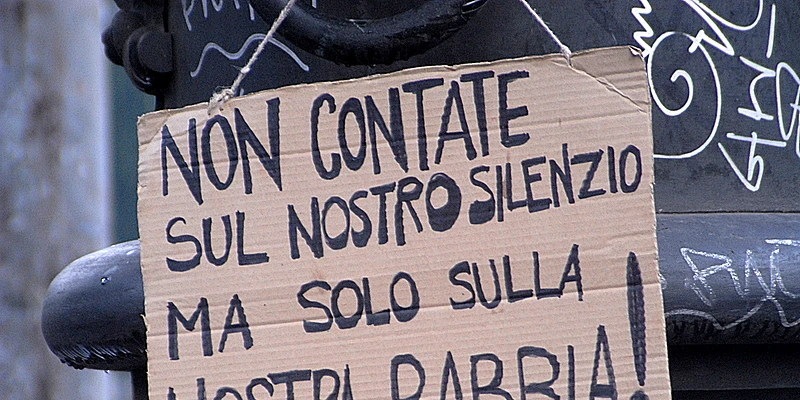 NON CONTATE
SUL NOSTRO SILENZIO
MA SOLO SULLA
NOSTRA RABBIA!